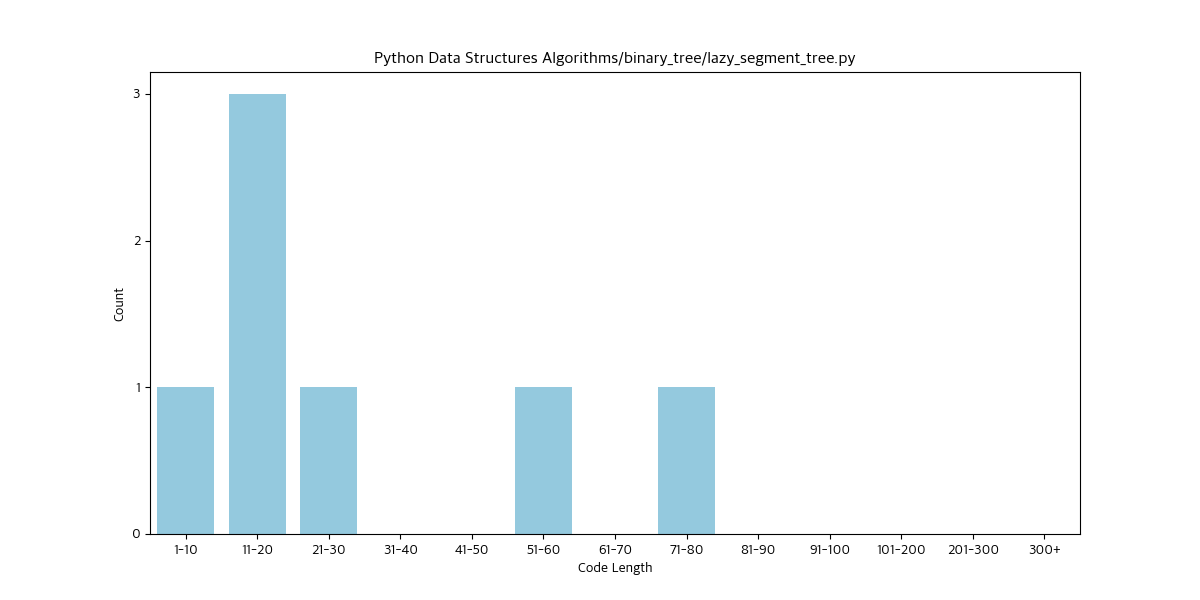 Python Data Structures Algorithms/binary_tree/lazy_segment_tree.py
Count
3
2
1
0
1-10 11-20 21-30 31-40 41-50 51-60 61-70 71-80 81-90 91-100 101-200 201-300 300+
Code Length